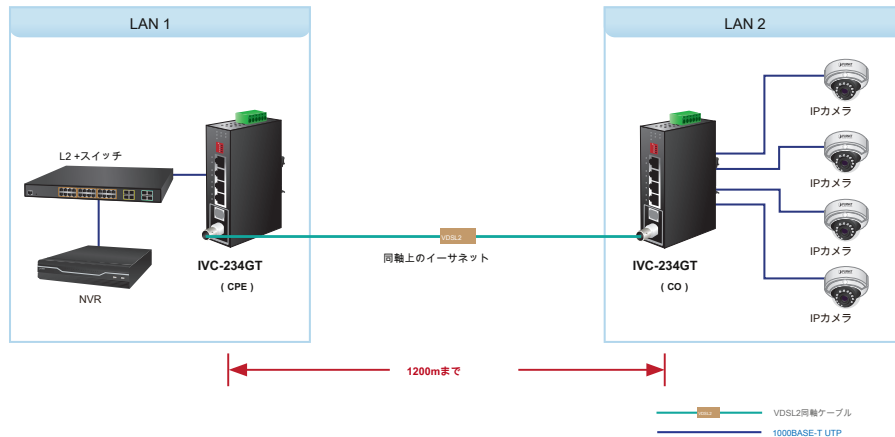 LAN 1
LAN 2
IPカメラ
L2 +スイッチ
IPカメラ
VDSL2
同軸上のイーサネット
IVC-234GT
( CPE )
IVC-234GT
( CO )
IPカメラ
NVR
IPカメラ
1200mまで
VDSL2
VDSL2同軸ケーブル
1000BASE-T UTP